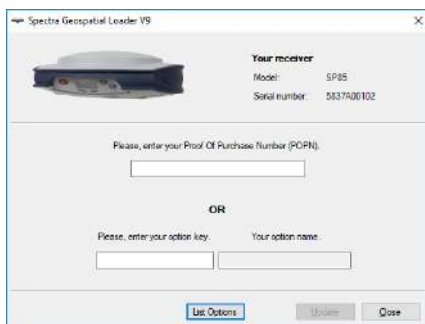 Spectra Geospatial Loader V9
Your receiver
Model: SP85
Serial number: 5837A00102
Please, enter your Proof Of Purchase Number (POPN).
OR
Please, enter your option key. Your option name.
List Options Update Close